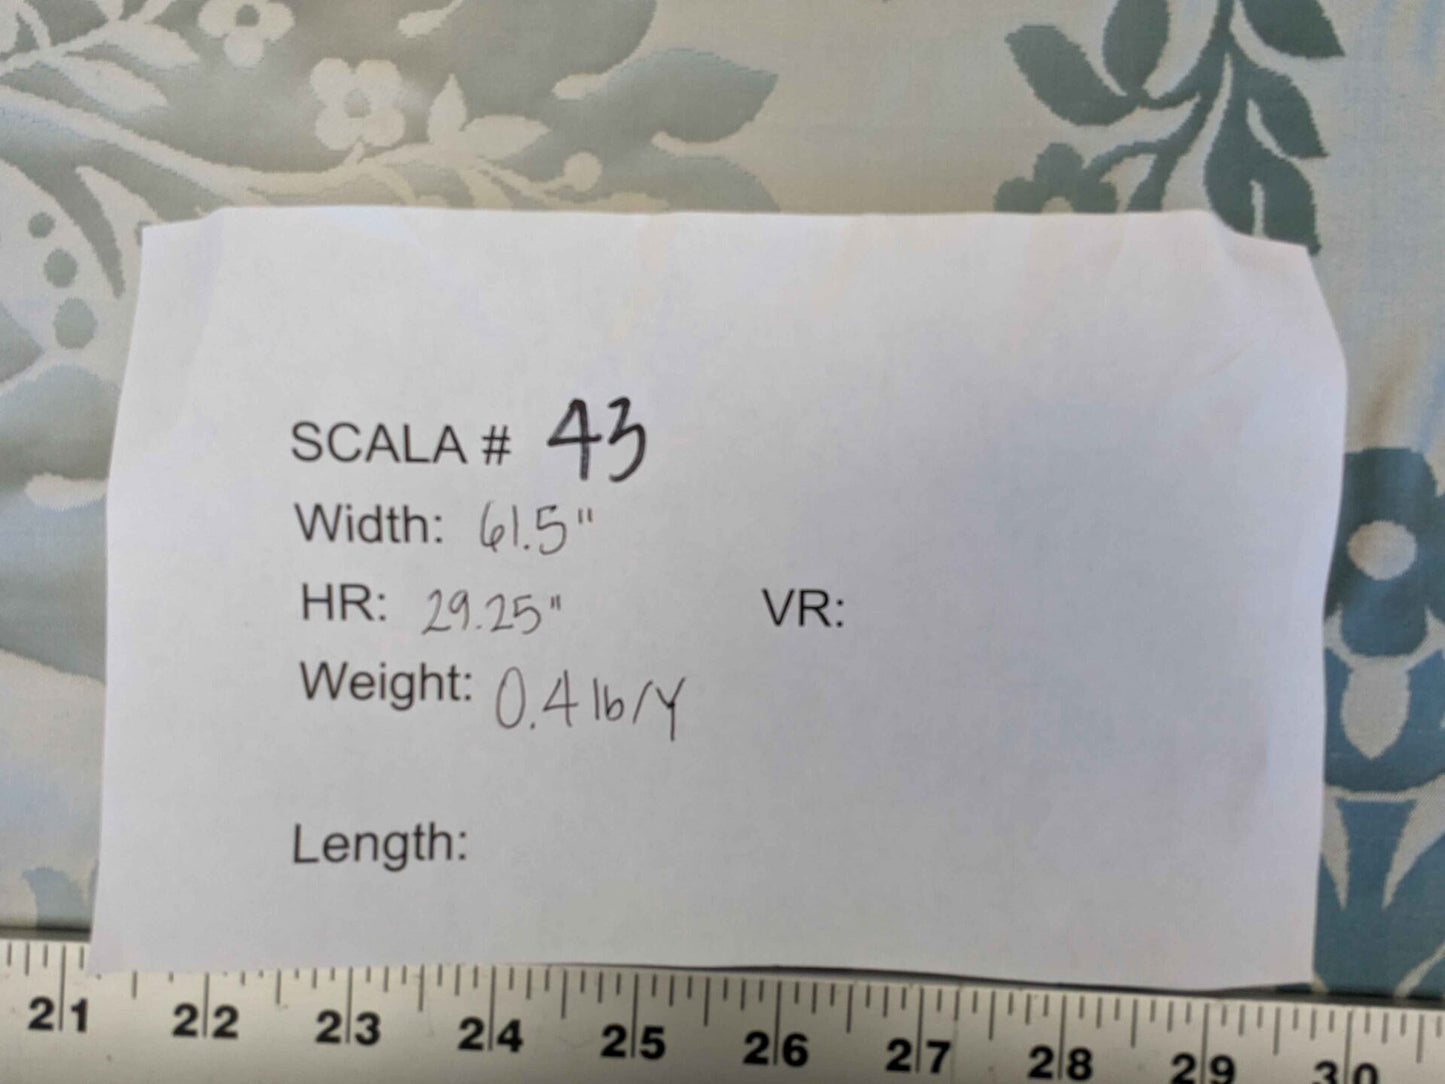 SCALA # 43
Width: 61.5"
HR: 29.25" VR:
Weight: 0.4 lb/Y
Length:
21 22 23 24 25 26 27 28 29 30